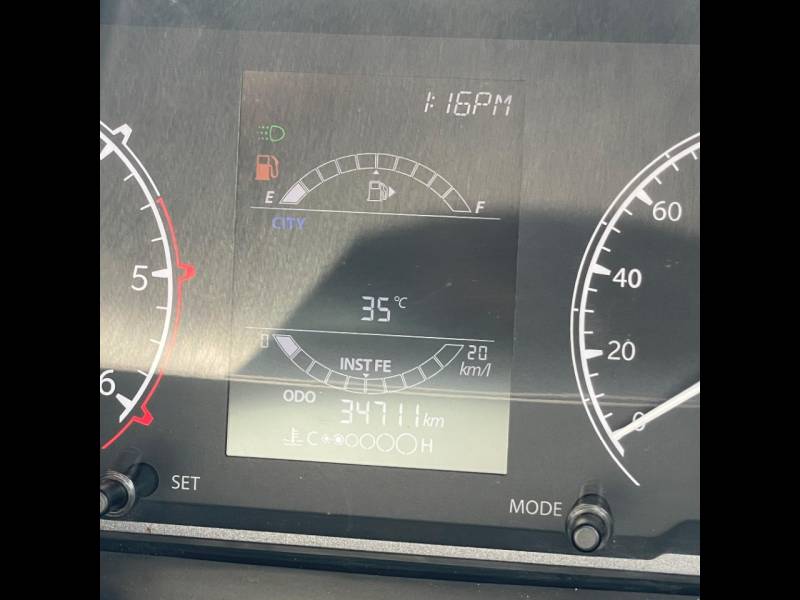 1:16PM
E F
CITY
60
5
40
35°C
0 20
INST FE km/l
20
ODO
6
34711km
0
C H
SET
MODE